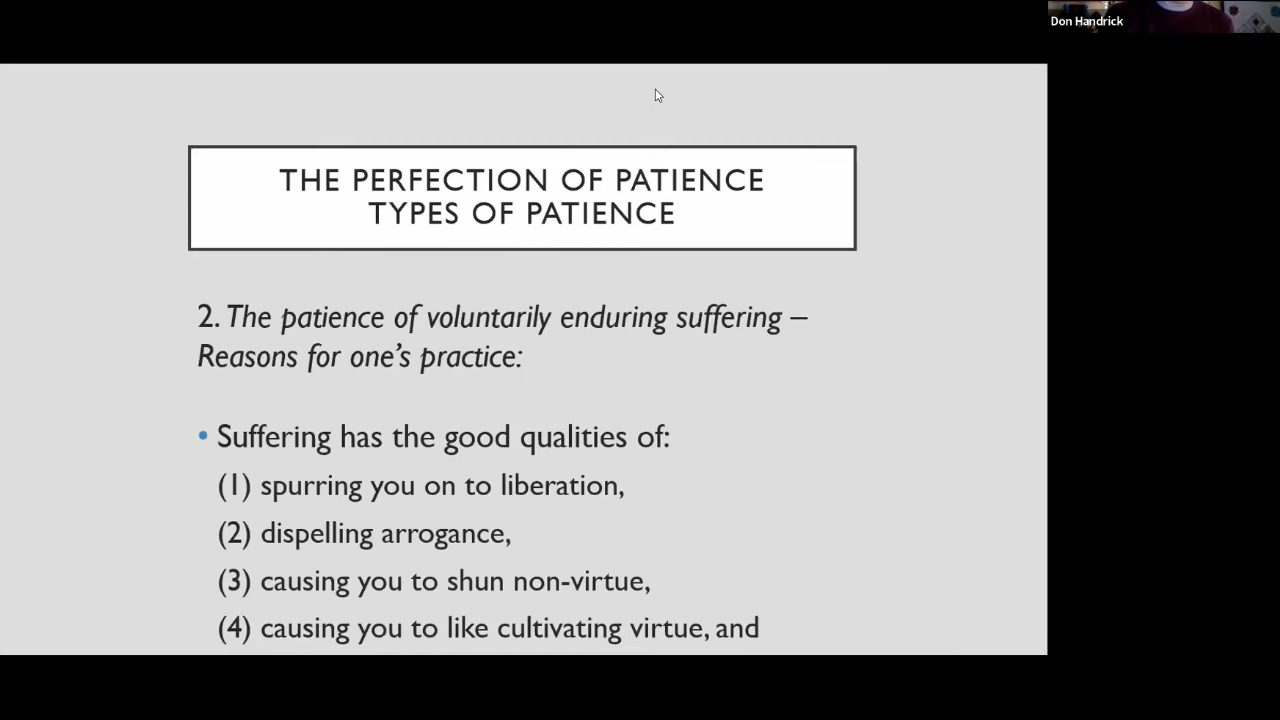 Don Handrick
THE PERFECTION OF PATIENCE
TYPES OF PATIENCE
2. The patience of voluntarily enduring suffering –
Reasons for one’s practice:
• Suffering has the good qualities of:
(1) spurring you on to liberation,
(2) dispelling arrogance,
(3) causing you to shun non-virtue,
(4) causing you to like cultivating virtue, and